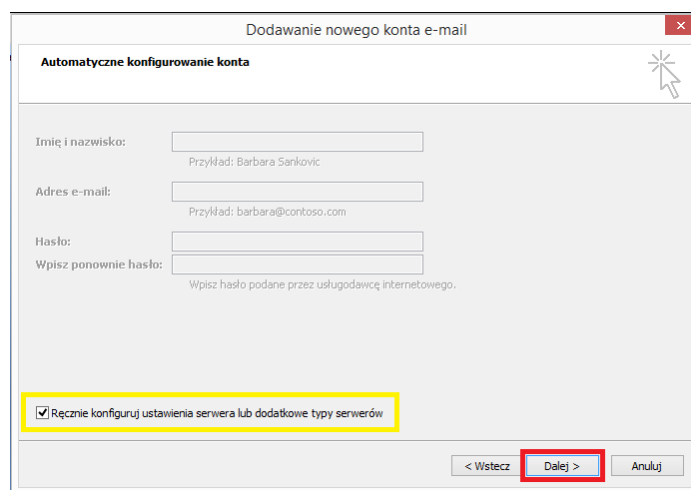 Dodawanie nowego konta e-mail
Automatyczne konfigurowanie konta
Imię i nazwisko:
Przykład: Barbara Sankovic
Adres e-mail:
Przykład: barbara@contoso.com
Hasło:
Wpisz ponownie hasło:
Wpisz hasło podane przez usługodawcę internetowego.
Ręcznie konfiguruj ustawienia serwera lub dodatkowe typy serwerów
< Wstecz Dalej > Anuluj